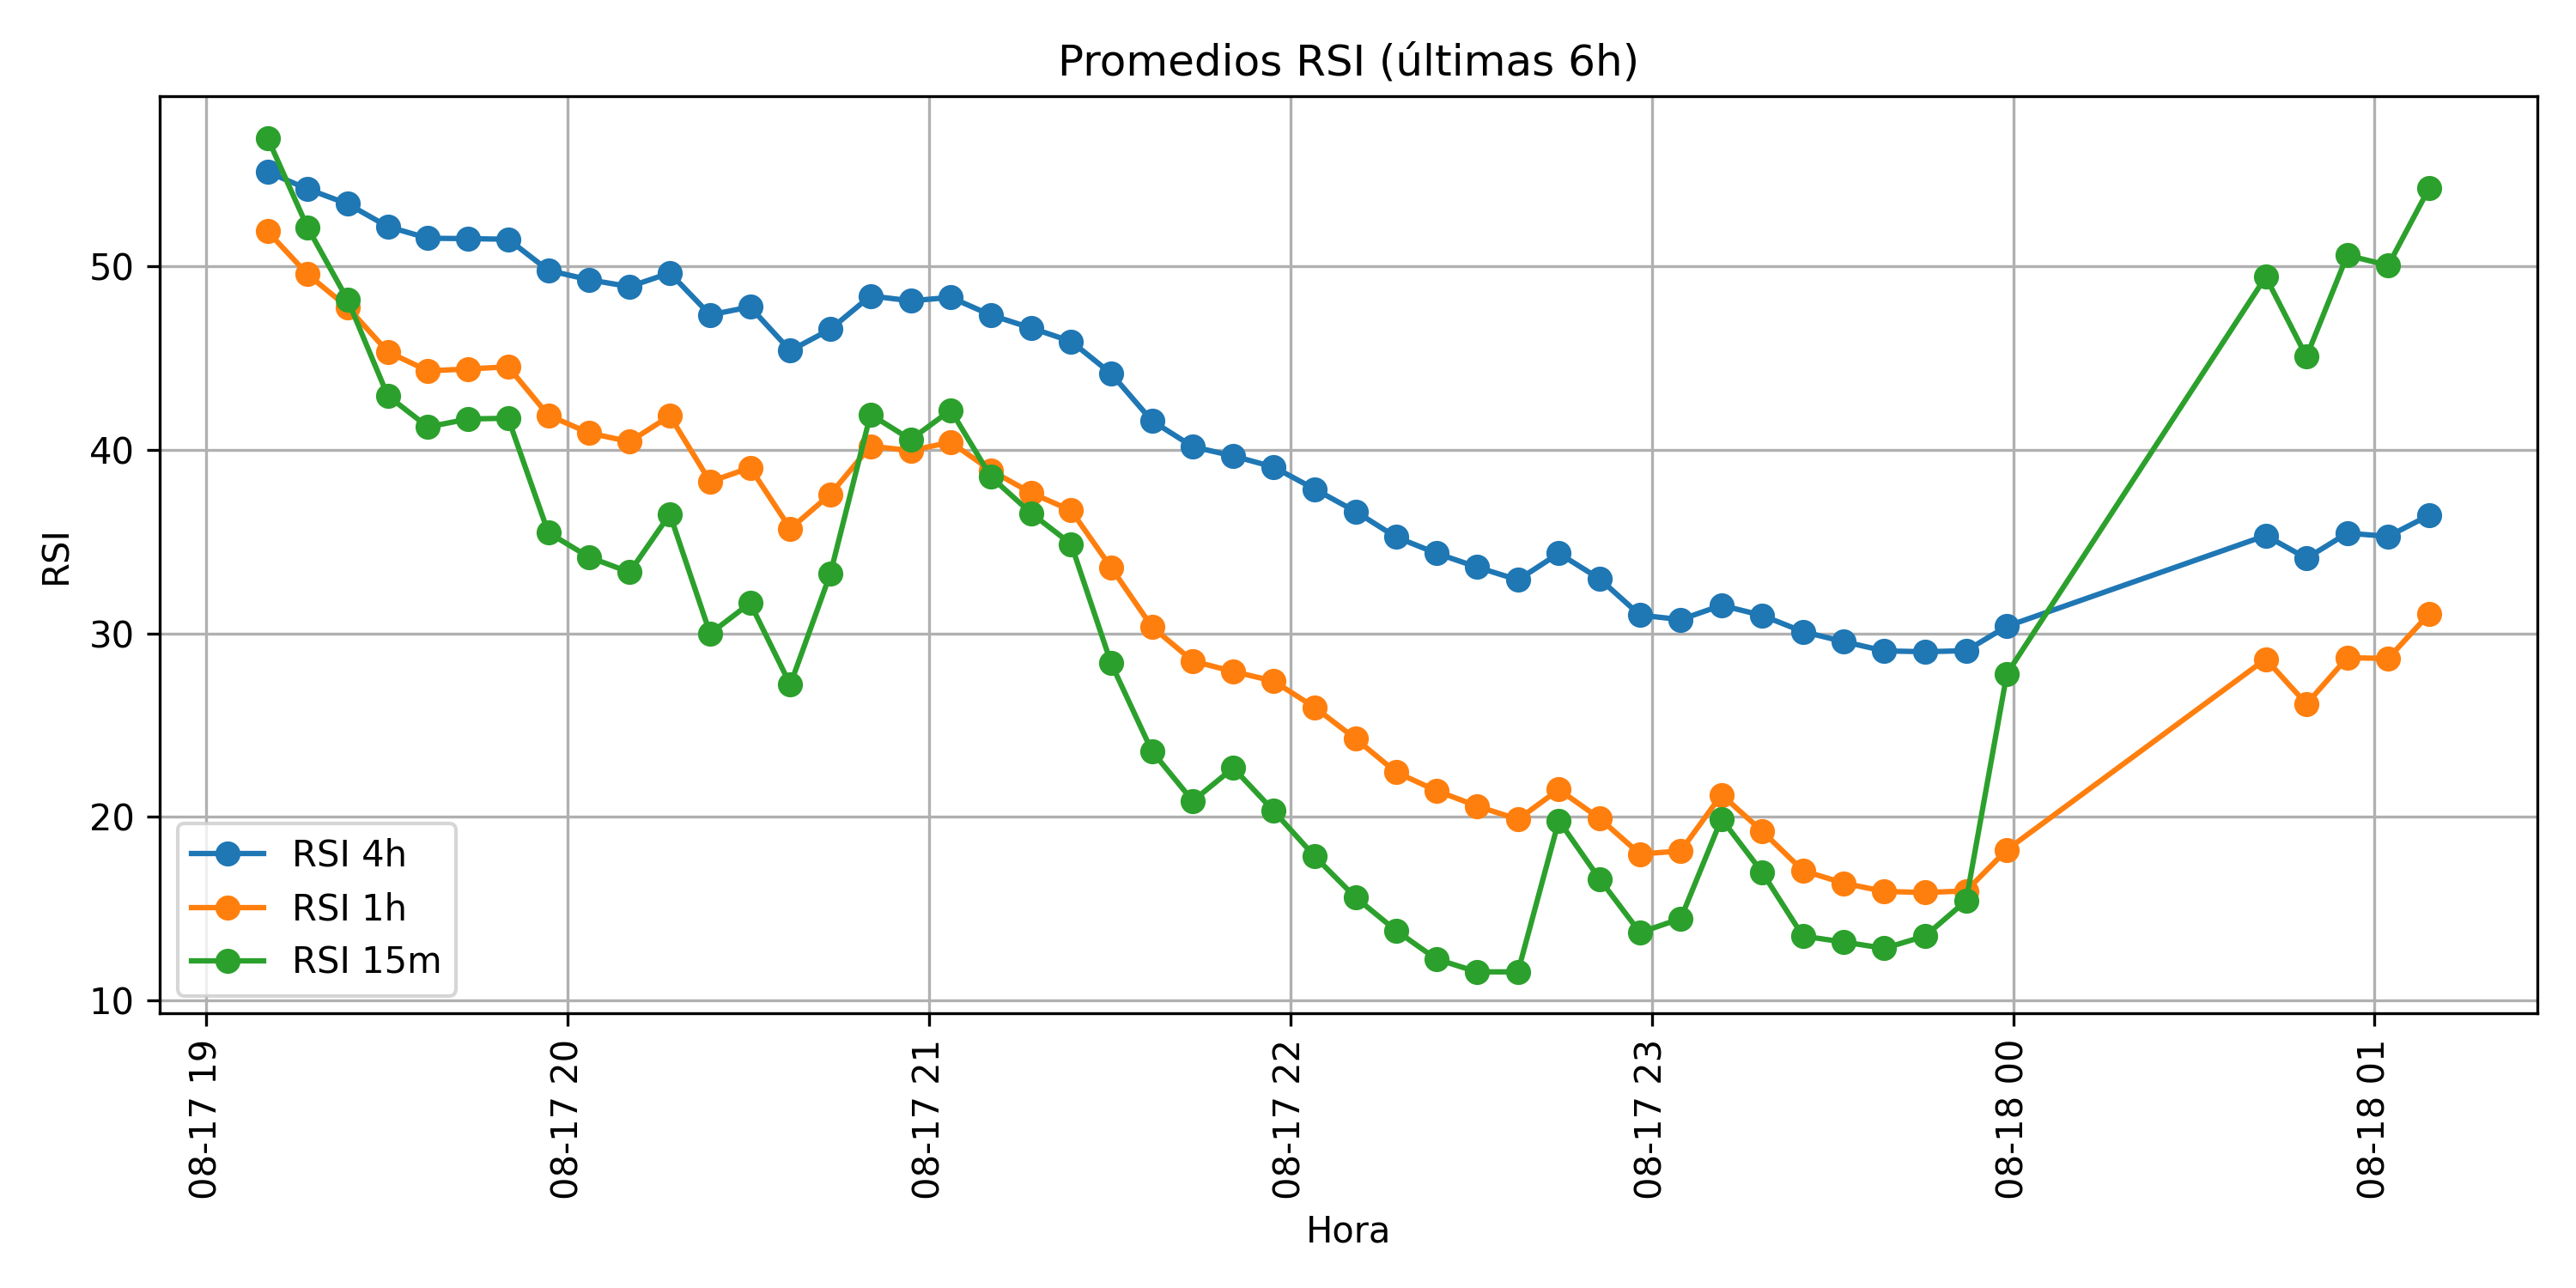 Promedios RSI (últimas 6h)
RSI
50
40
30
20
10
RSI 4h
RSI 1h
RSI 15m
08-17 19
08-17 20
08-17 21
08-17 22
08-17 23
08-18 00
08-18 01
Hora